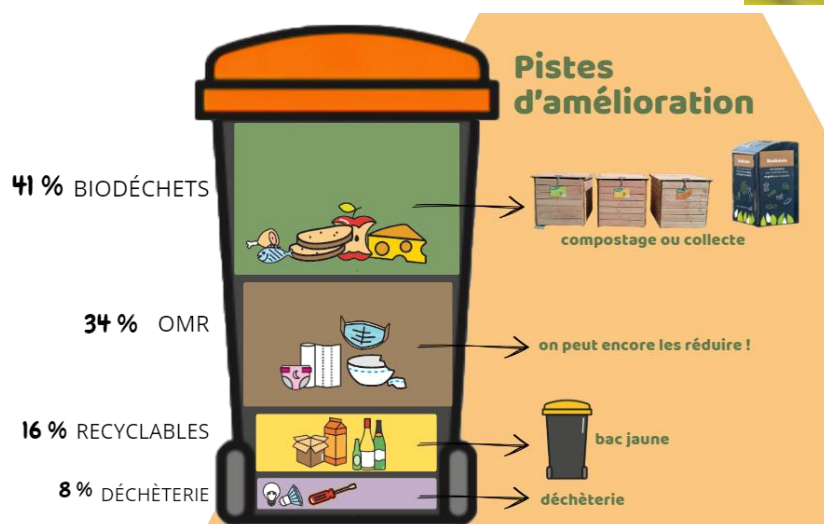 Pistes
d'amélioration
41 % BIODÉCHETS
compostage ou collecte
34 % OMR
on peut encore les réduire !
16 % RECYCLABLES
bac jaune
8 % DÉCHÈTERIE
déchèterie